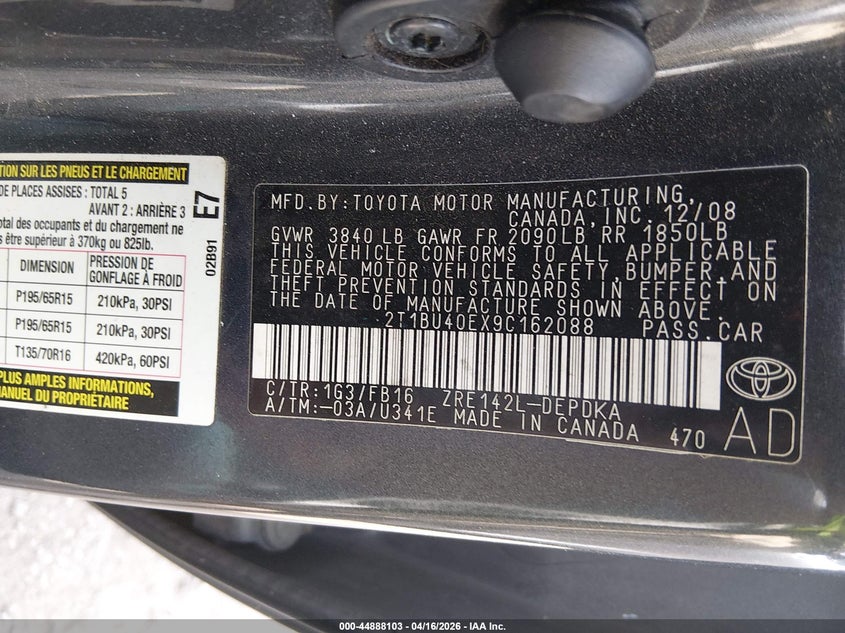 TION SUR LES PNEUS ET LE CHARGEMENT
DE PLACES ASSISES : TOTAL 5
AVANT 2 : ARRIÈRE 3
total des occupants et du chargement ne
s être supérieur à 370kg ou 825lb.
DIMENSION PRESSION DE GONFLAGE À FROID
P195/65R15 210kPa, 30PSI
P195/65R15 210kPa, 30PSI
T135/70R16 420kPa, 60PSI
PLUS AMPLES INFORMATIONS,
MANUEL DU PROPRIÉTAIRE
E7
02B91
MFD.BY:TOYOTA MOTOR MANUFACTURING,
CANADA, INC. 12/08
GVWR 3840 LB GAWR FR 2090LB RR 1850LB
THIS VEHICLE CONFORMS TO ALL APPLICABLE
FEDERAL MOTOR VEHICLE SAFETY, BUMPER, AND
THEFT PREVENTION STANDARDS IN EFFECT ON
THE DATE OF MANUFACTURE SHOWN ABOVE.
2T1BU40EX9C162088 PASS.CAR
C/TR:1G3/FB16 ZRE142L-DEPDKA
A/TM:-03A/U341E MADE IN CANADA 470
AD
TOYOTA
000-44888103 | 04/16/2026 - IAA Inc.